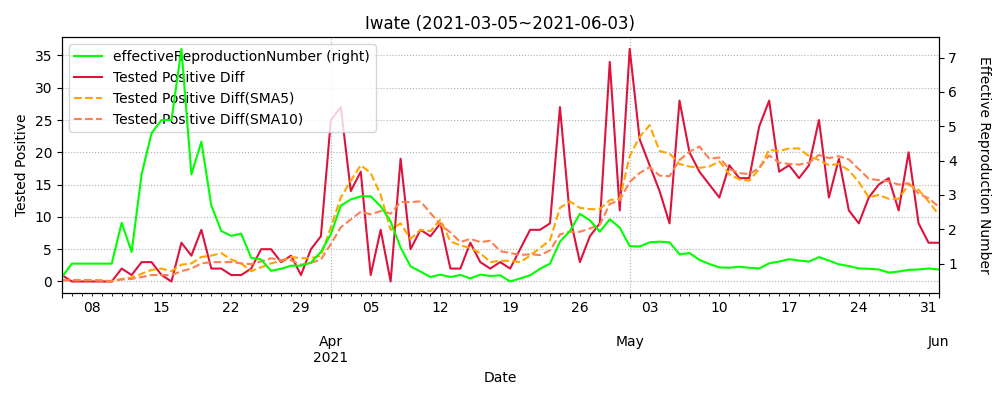 Iwate (2021-03-05~2021-06-03)
effectiveReproductionNumber (right)
Tested Positive Diff
Tested Positive Diff(SMA5)
Tested Positive Diff(SMA10)
Tested Positive
35
30
25
20
15
10
5
0
7
6
5
4
3
2
1
Effective Reproduction Number
08 15 22 29 05 12 19 26 03 10 17 24 31
Apr May Jun
2021
Date